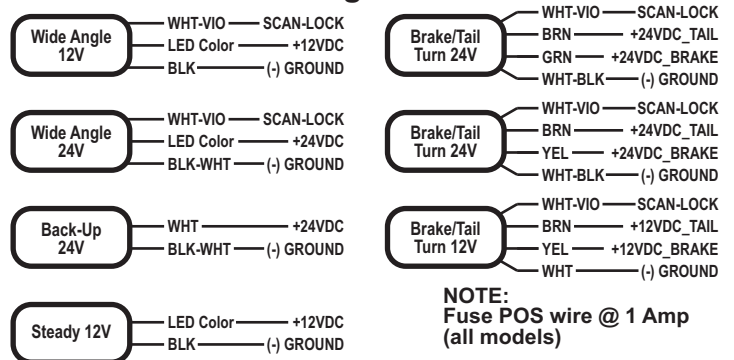 Wide Angle
12V
WHT-VIO SCAN-LOCK
LED Color +12VDC
BLK (-) GROUND
Wide Angle
24V
WHT-VIO SCAN-LOCK
LED Color +24VDC
BLK-WHT (-) GROUND
Back-Up
24V
WHT +24VDC
BLK-WHT (-) GROUND
Steady 12V
LED Color +12VDC
BLK (-) GROUND
Brake/Tail
Turn 24V
WHT-VIO SCAN-LOCK
BRN +24VDC_TAIL
GRN +24VDC_BRAKE
WHT-BLK (-) GROUND
Brake/Tail
Turn 24V
WHT-VIO SCAN-LOCK
BRN +24VDC_TAIL
YEL +24VDC_BRAKE
WHT-BLK (-) GROUND
Brake/Tail
Turn 12V
WHT-VIO SCAN-LOCK
BRN +12VDC_TAIL
YEL +12VDC_BRAKE
WHT (-) GROUND
NOTE:
Fuse POS wire @ 1 Amp
(all models)